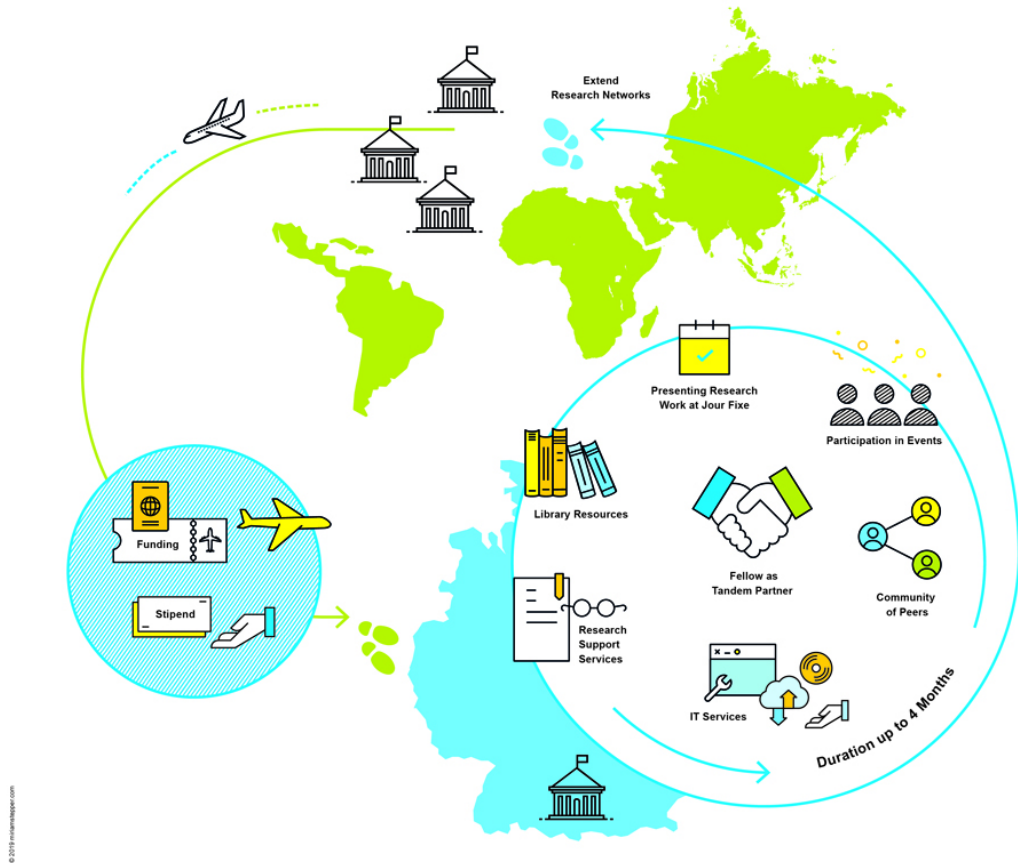 Extend
Research Networks
Presenting Research
Work at Jour Fixe
Participation in Events
Library Resources
Funding
Fellow as
Tandem Partner
Community
of Peers
Stipend
Research
Support
Services
IT Services
Duration up to 4 Months
© 2019 miriamstepper.com